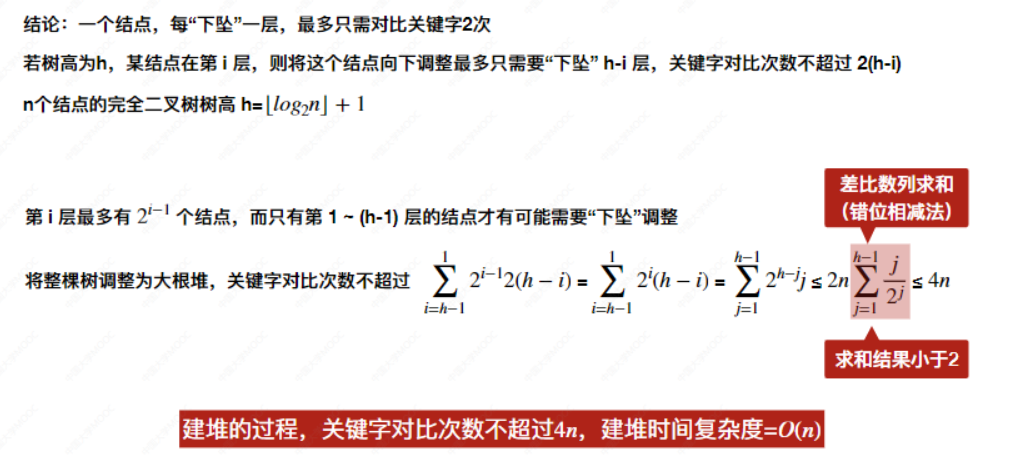 结论：一个结点，每“下坠”一层，最多只需对比关键字2次
若树高为h，某结点在第 i 层，则将这个结点向下调整最多只需要“下坠” h-i 层，关键字对比次数不超过 2(h-i)
n个结点的完全二叉树树高 h=⌊log₂n⌋ + 1
差比数列求和
（错位相减法）
第 i 层最多有 2^{i−1} 个结点，而只有第 1 ~ (h-1) 层的结点才有可能需要“下坠”调整
将整棵树调整为大根堆，关键字对比次数不超过 \sum_{i=h-1}^{1} 2^{i-1}2(h − i) = \sum_{i=h-1}^{1} 2^{i}(h − i) = \sum_{j=1}^{h-1} 2^{h-j}j ≤ 2n \sum_{j=1}^{h-1} \frac{j}{2^{j}} ≤ 4n
求和结果小于2
建堆的过程，关键字对比次数不超过4n，建堆时间复杂度=O(n)